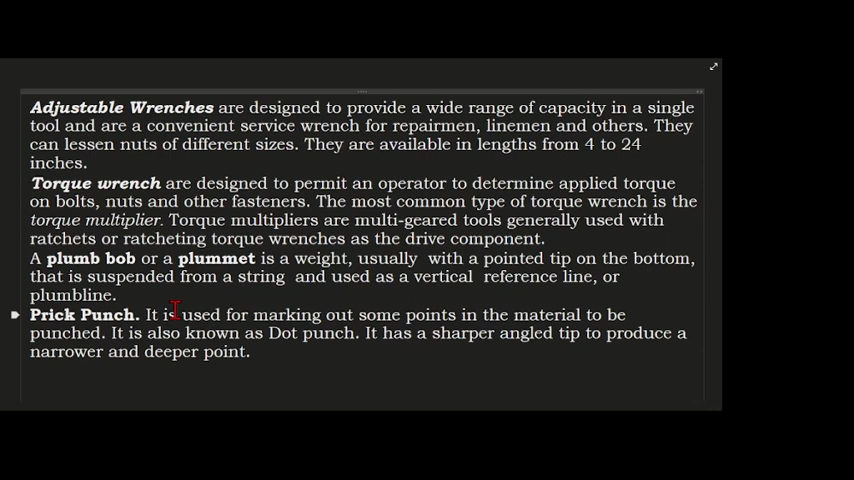 Adjustable Wrenches are designed to provide a wide range of capacity in a single
tool and are a convenient service wrench for repairmen, linemen and others. They
can lessen nuts of different sizes. They are available in lengths from 4 to 24
inches.
Torque wrench are designed to permit an operator to determine applied torque
on bolts, nuts and other fasteners. The most common type of torque wrench is the
torque multiplier. Torque multipliers are multi-geared tools generally used with
ratchets or ratcheting torque wrenches as the drive component.
A plumb bob or a plummet is a weight, usually with a pointed tip on the bottom,
that is suspended from a string and used as a vertical reference line, or
plumbline.
Prick Punch. It is used for marking out some points in the material to be
punched. It is also known as Dot punch. It has a sharper angled tip to produce a
narrower and deeper point.